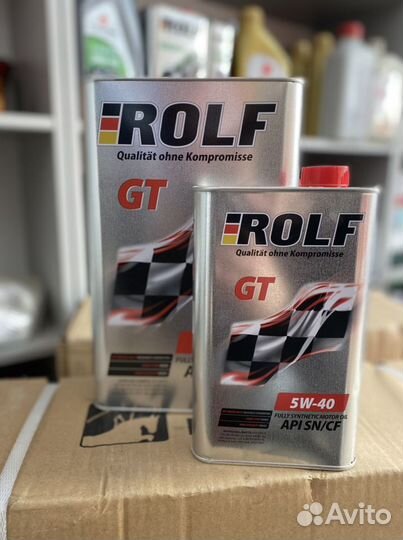 ROLF
Qualität ohne Kompromisse
GT
FULLY
A
ROLF
Qualität ohne Kompromisse
GT
5W-40
FULLY SYNTHETIC MOTOR OIL
API SN/CF
Avito